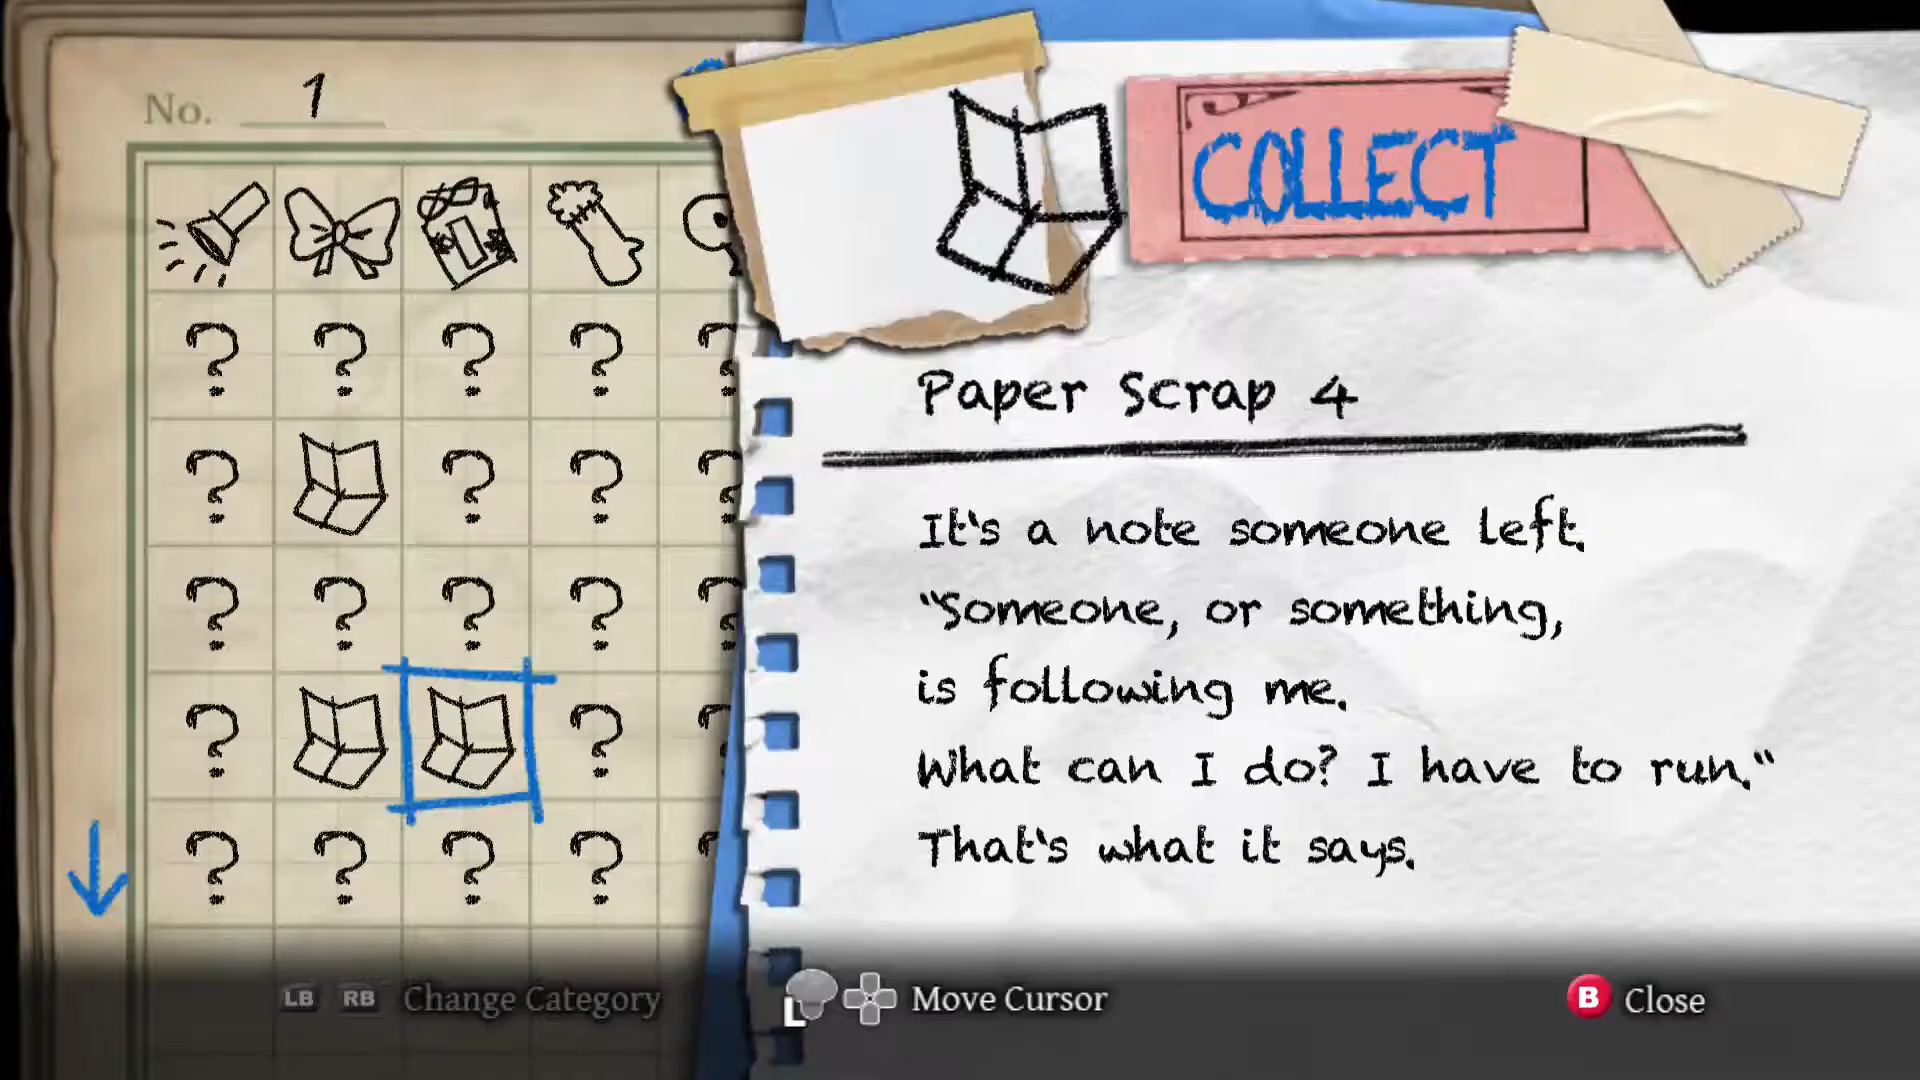 No. 1
COLLECT
? ? ? ? ?
? ? ? ?
? ? ? ? ?
? ? ?
? ? ? ?
Paper Scrap 4
It's a note someone left.
"Someone, or something,
is following me.
What can I do? I have to run."
That's what it says.
LB RB Change Category
L Move Cursor
B Close